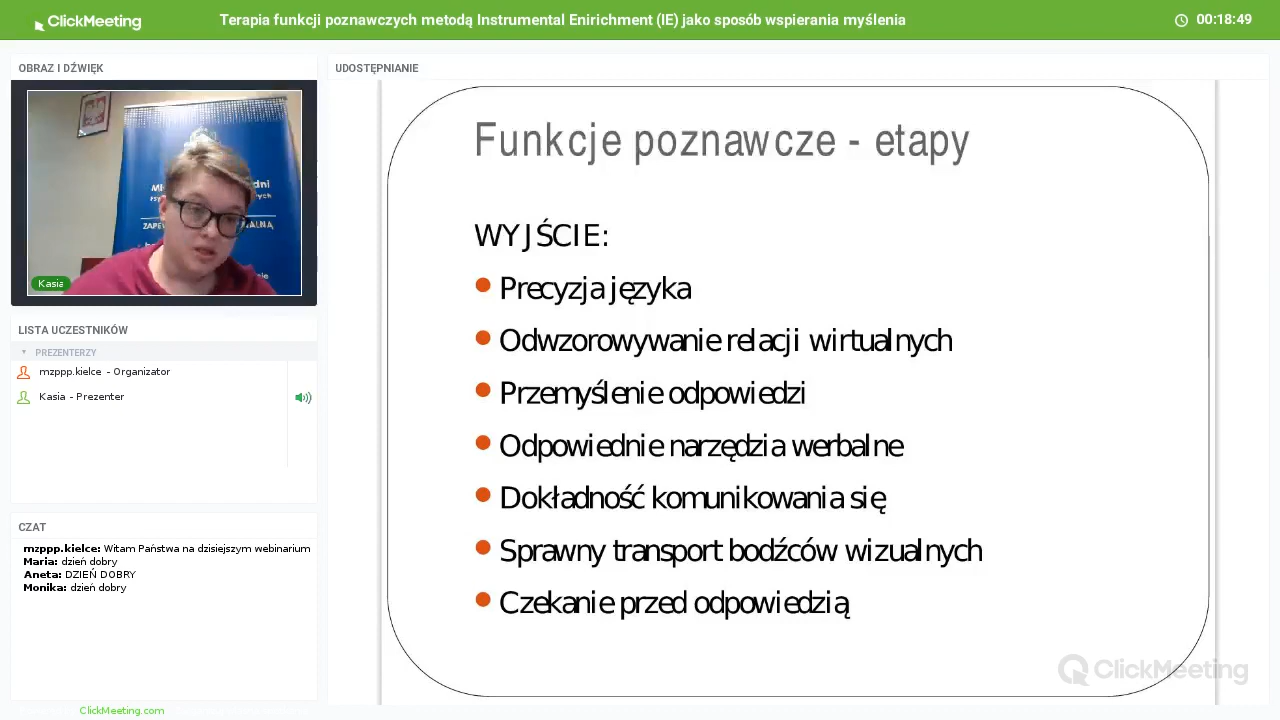 ClickMeeting
Terapia funkcji poznawczych metodą Instrumental Enirichment (IE) jako sposób wspierania myślenia
00:18:49
OBRAZ I DŹWIĘK
Kasia
LISTA UCZESTNIKÓW
PREZENTERZY
mzppp.kielce - Organizator
Kasia - Prezenter
CZAT
mzppp.kielce: Witam Państwa na dzisiejszym webinarium
Maria: dzień dobry
Aneta: DZIEŃ DOBRY
Monika: dzień dobry
ClickMeeting.com
UDOSTĘPNIANIE
Funkcje poznawcze - etapy
WYJŚCIE:
Precyzja języka
Odwzorowywanie relacji wirtualnych
Przemyślenie odpowiedzi
Odpowiednie narzędzia werbalne
Dokładność komunikowania się
Sprawny transport bodźców wizualnych
Czekanie przed odpowiedzią
ClickMeeting